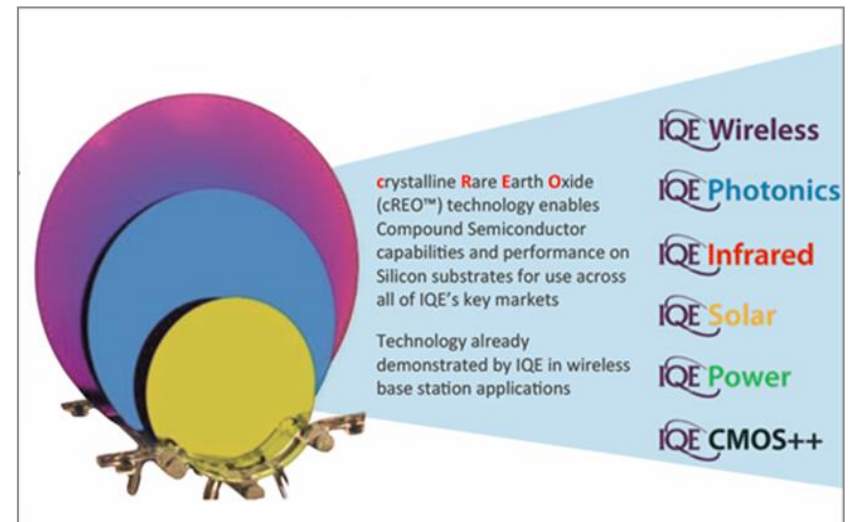 crystalline Rare Earth Oxide
(cREO™) technology enables
Compound Semiconductor
capabilities and performance on
Silicon substrates for use across
all of IQE's key markets
Technology already
demonstrated by IQE in wireless
base station applications
IQE Wireless
IQE Photonics
IQE Infrared
IQE Solar
IQE Power
IQE CMOS++